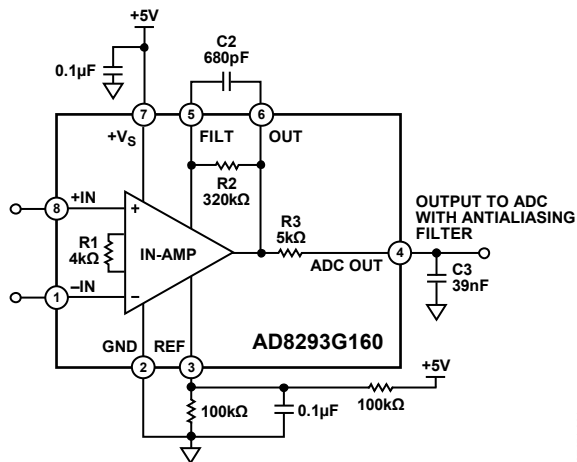 +5V
C2
680pF
0.1µF
7
5
6
+VS
FILT
OUT
R2
320kΩ
8
+IN
+
R1
4kΩ
IN-AMP
R3
5kΩ
OUTPUT TO ADC
WITH ANTIALIASING
FILTER
4
ADC OUT
C3
39nF
1
–IN
–
GND
REF
AD8293G160
2
3
+5V
100kΩ
0.1µF
100kΩ